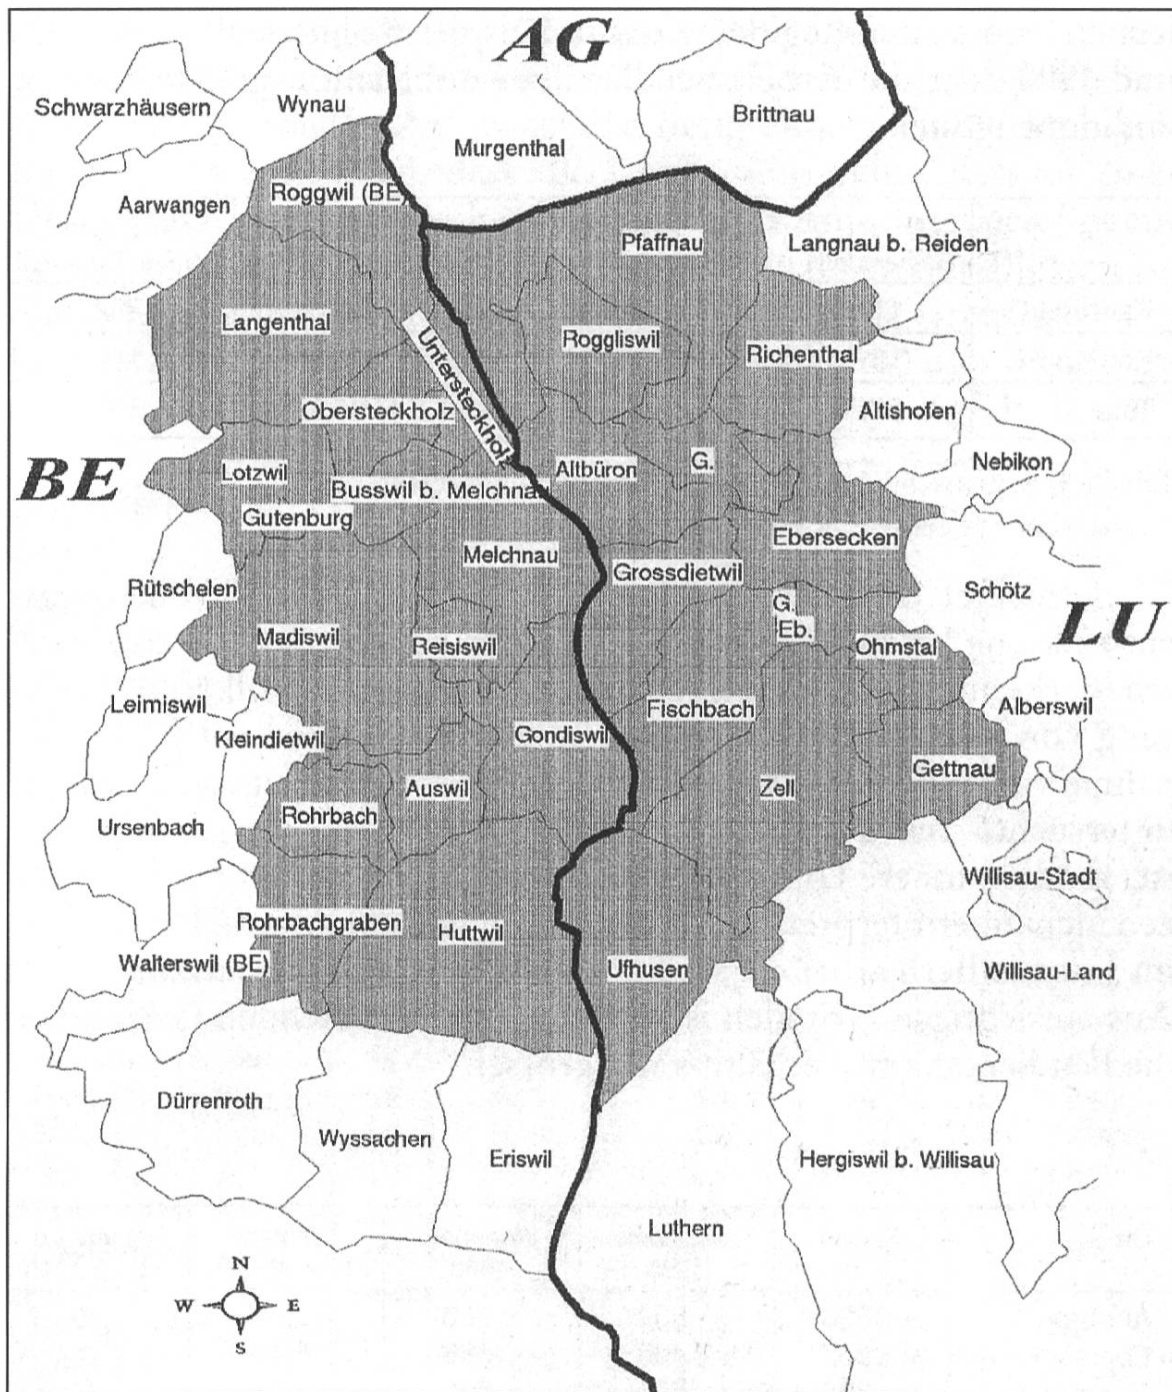 AG
Schwarzhäusern
Wynau
Brittnau
Murgenthal
Aarwangen
Roggwil (BE)
Pfaffnau
Langnau b. Reiden
Langenthal
Roggliswil
Richenthal
Untersteckholz
Obersteckholz
Altishofen
BE
Lotzwil
Altbüron
G.
Nebikon
Busswil b. Melchnau
Gutenburg
Ebersecken
Melchnau
Grossdietwil
Rütschelen
Schötz
G.
Eb.
LU
Madiswil
Reisiswil
Ohmstal
Leimiswil
Fischbach
Alberswil
Kleindietwil
Gondiswil
Gettnau
Auswil
Zell
Rohrbach
Ursenbach
Willisau-Stadt
Rohrbachgraben
Huttwil
Walterswil (BE)
Ufhusen
Willisau-Land
Dürrenroth
Wyssachen
Eriswil
Hergiswil b. Willisau
Luthern
N
W E
S